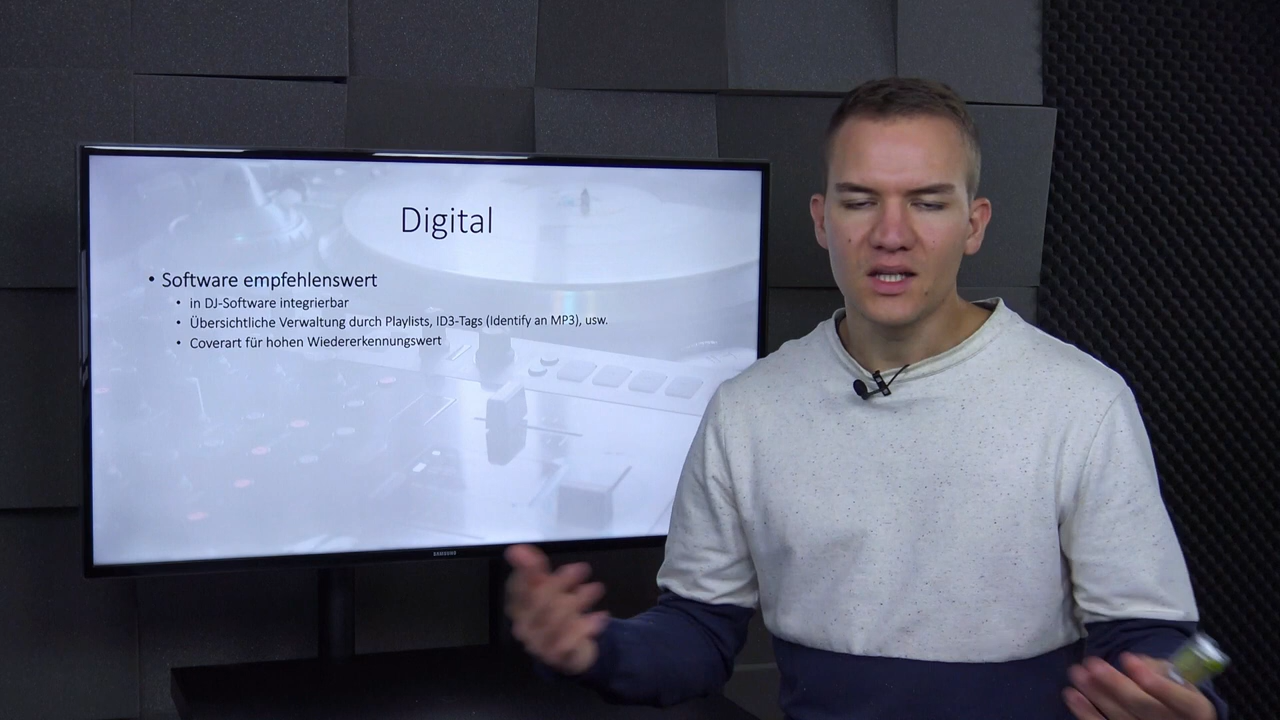 Digital
• Software empfehlenswert
• in DJ-Software integrierbar
• Übersichtliche Verwaltung durch Playlists, ID3-Tags (Identify an MP3), usw.
• Coverart für hohen Wiedererkennungswert
SAMSUNG